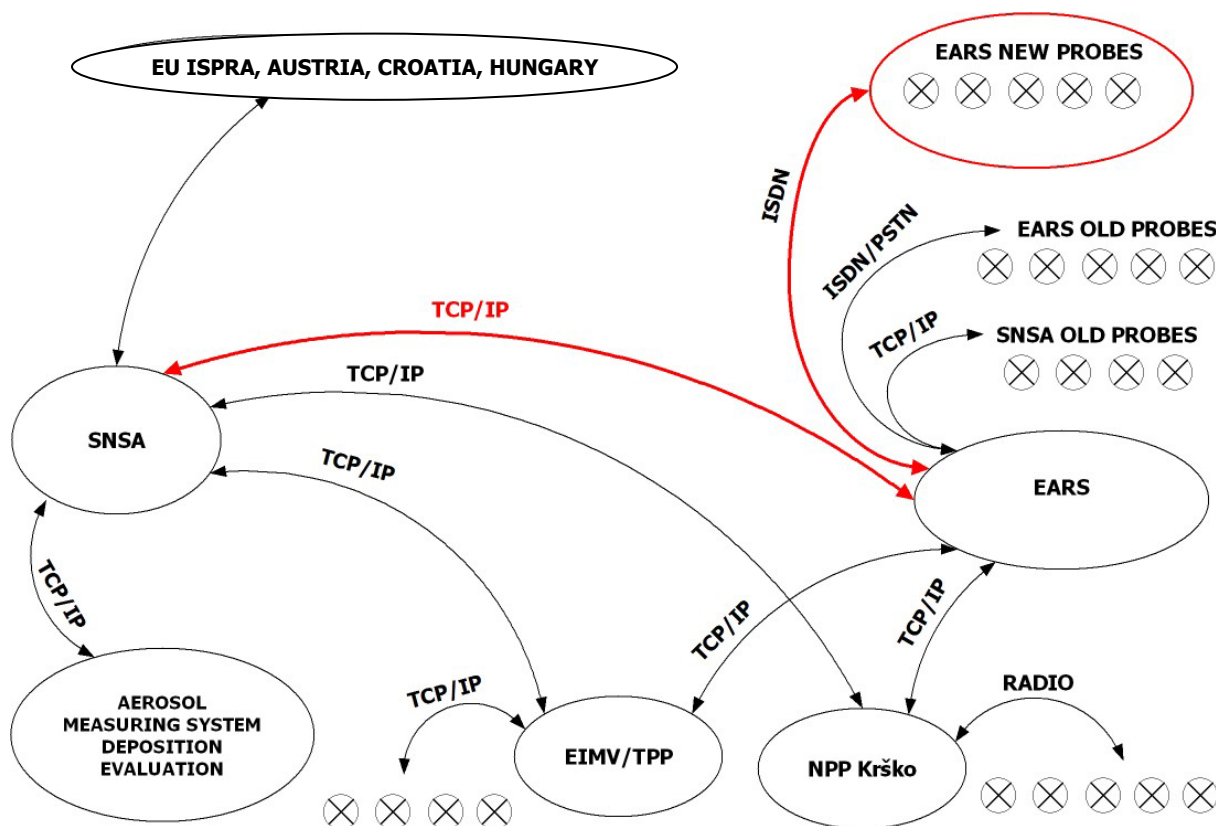 EU ISPRA, AUSTRIA, CROATIA, HUNGARY
EARS NEW PROBES
ISDN
ISDN/PSTN
EARS OLD PROBES
TCP/IP
SNSA OLD PROBES
TCP/IP
TCP/IP
SNSA
TCP/IP
EARS
TCP/IP
TCP/IP
TCP/IP
AEROSOL
MEASURING SYSTEM
DEPOSITION
EVALUATION
TCP/IP
EIMV/TPP
NPP Krško
RADIO